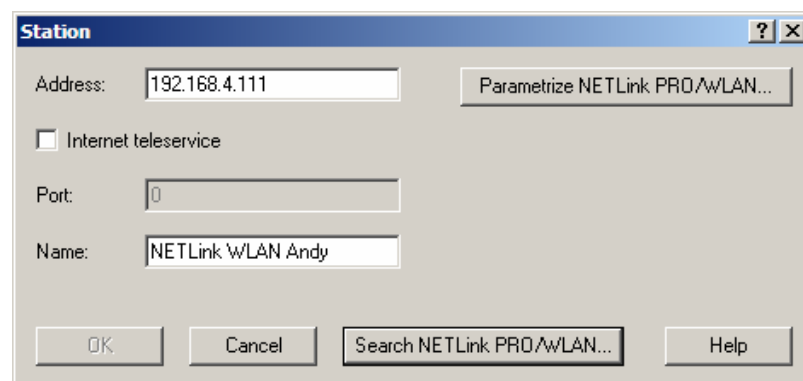 Station
Address: 192.168.4.111 Parametrize NETLink PRO/WLAN...
Internet teleservice
Port: 0
Name: NETLink WLAN Andy
OK Cancel Search NETLink PRO/WLAN... Help